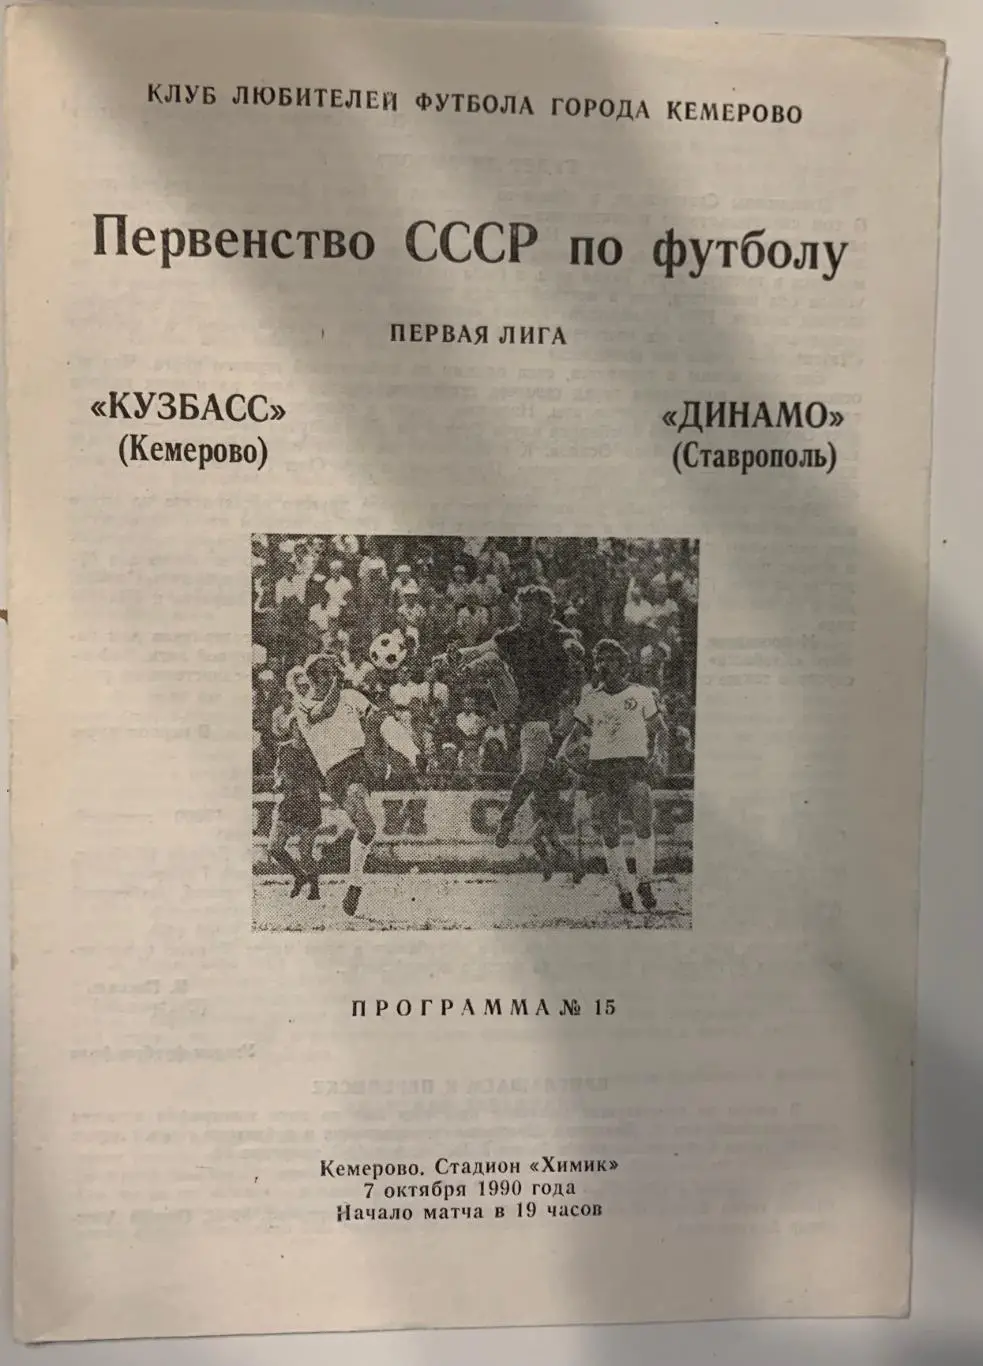 КЛУБ ЛЮБИТЕЛЕЙ ФУТБОЛА ГОРОДА КЕМЕРОВО
Первенство СССР по футболу
ПЕРВАЯ ЛИГА
«КУЗБАСС» «ДИНАМО»
(Кемерово) (Ставрополь)
ПРОГРАММА № 15
Кемерово. Стадион «Химик»
7 октября 1990 года
Начало матча в 19 часов